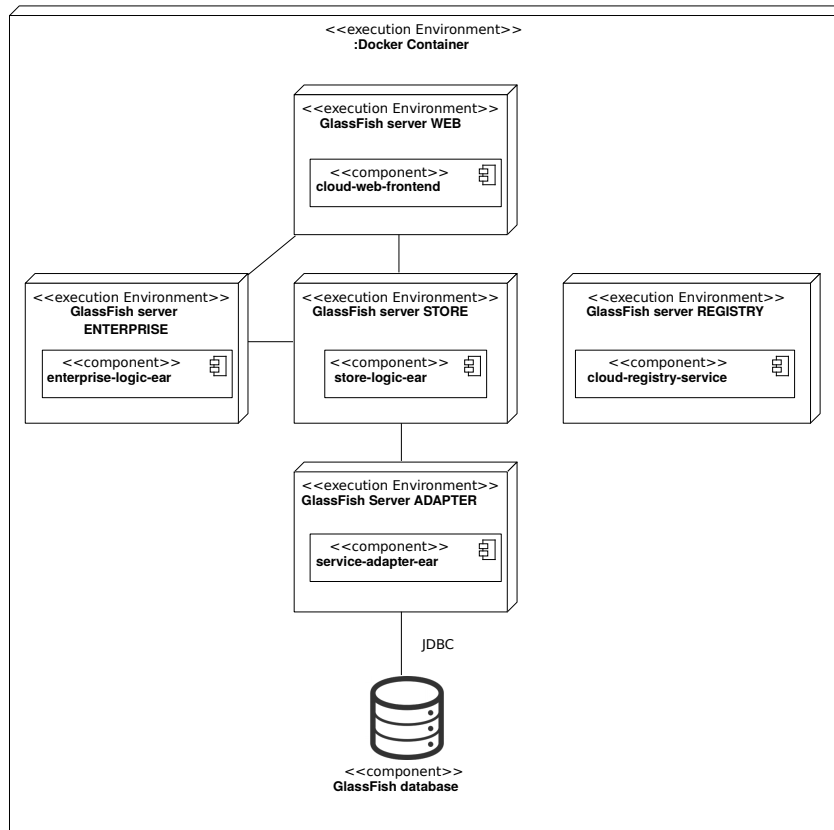 <<execution Environment>>
:Docker Container
<<execution Environment>>
GlassFish server WEB
<<component>>
cloud-web-frontend
<<execution Environment>>
GlassFish server
ENTERPRISE
<<component>>
enterprise-logic-ear
<<execution Environment>>
GlassFish server STORE
<<component>>
store-logic-ear
<<execution Environment>>
GlassFish server REGISTRY
<<component>>
cloud-registry-service
<<execution Environment>>
GlassFish Server ADAPTER
<<component>>
service-adapter-ear
JDBC
<<component>>
GlassFish database